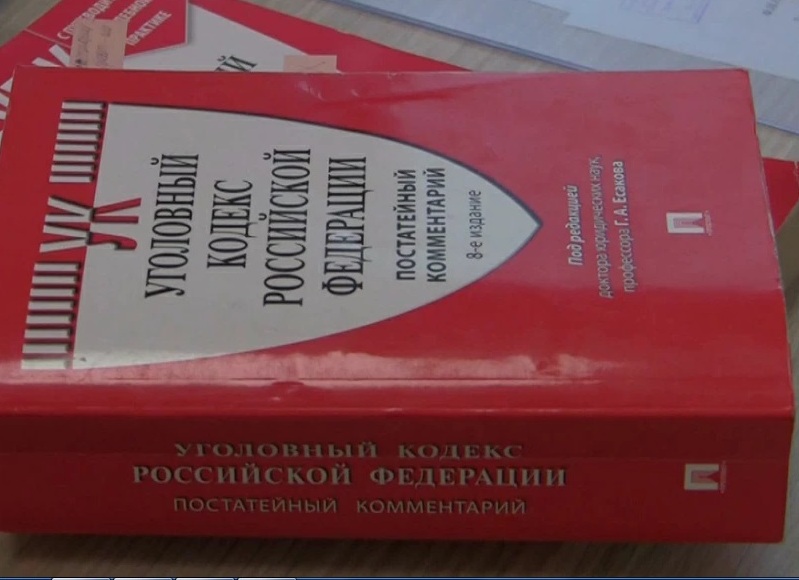 УК
УГОЛОВНЫЙ
КОДЕКС
РОССИЙСКОЙ
ФЕДЕРАЦИИ
ПОСТАТЕЙНЫЙ
КОММЕНТАРИЙ
8-е издание
Под редакцией
доктора юридических наук,
профессора Г. А. Есакова
УГОЛОВНЫЙ КОДЕКС
РОССИЙСКОЙ ФЕДЕРАЦИИ
ПОСТАТЕЙНЫЙ КОММЕНТАРИЙ
ПРАКТИКЕ